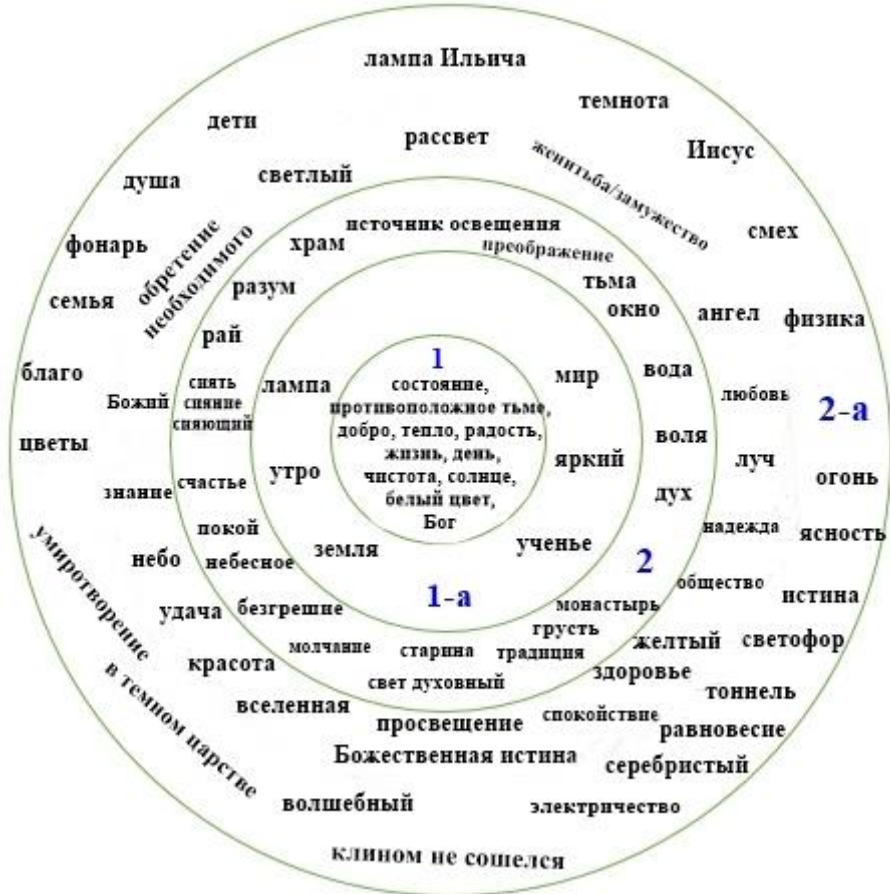 лампа Ильича
темнота
дети
рассвет
Иисус
женитьба/замужество
душа
светлый
смех
фонарь
обретение
необходимого
источник освещения
храм
преображение
тьма
разум
окно
ангел
физика
семья
рай
1
состояние,
противоположное тьме,
добро, тепло, радость,
жизнь, день,
чистота, солнце,
белый цвет,
Бог
благо
Божий
сиять
сияние
сияющий
лампа
мир
вода
любовь
2-а
цветы
яркий
воля
луч
знание
счастье
утро
дух
огонь
покой
надежда
ясность
небо
небесное
земля
ученье
2
общество
истина
умиротворение
удача
безгрешие
1-а
монастырь
грусть
традиция
желтый
светофор
молчание
старина
здоровье
красота
свет духовный
тоннель
в темном царстве
вселенная
просвещение
спокойствие
равновесие
Божественная истина
серебристый
волшебный
электричество
клином не сошелся